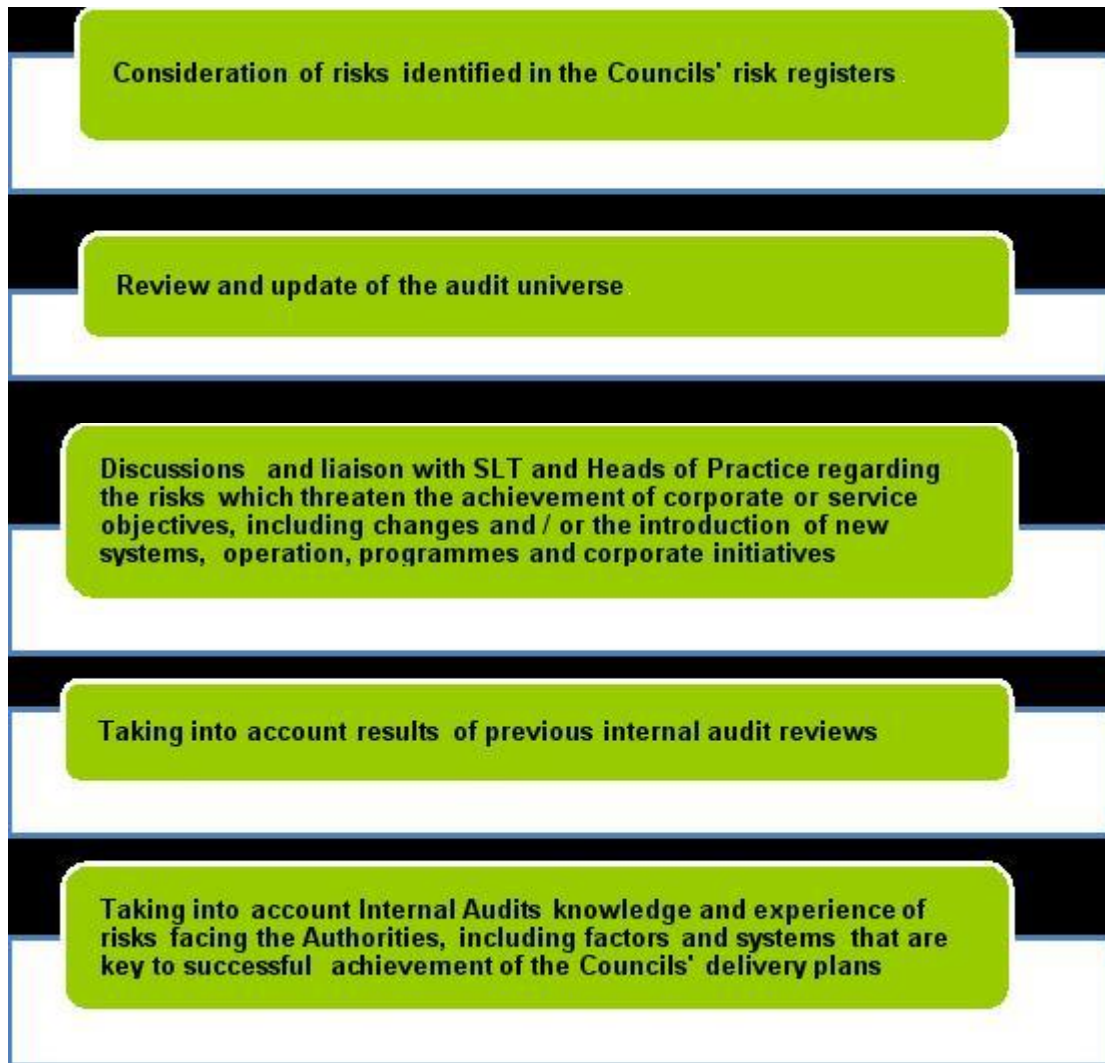 Consideration of risks identified in the Councils' risk registers
Review and update of the audit universe
Discussions and liaison with SLT and Heads of Practice regarding
the risks which threaten the achievement of corporate or service
objectives, including changes and / or the introduction of new
systems, operation, programmes and corporate initiatives
Taking into account results of previous internal audit reviews
Taking into account Internal Audits knowledge and experience of
risks facing the Authorities, including factors and systems that are
key to successful achievement of the Councils' delivery plans